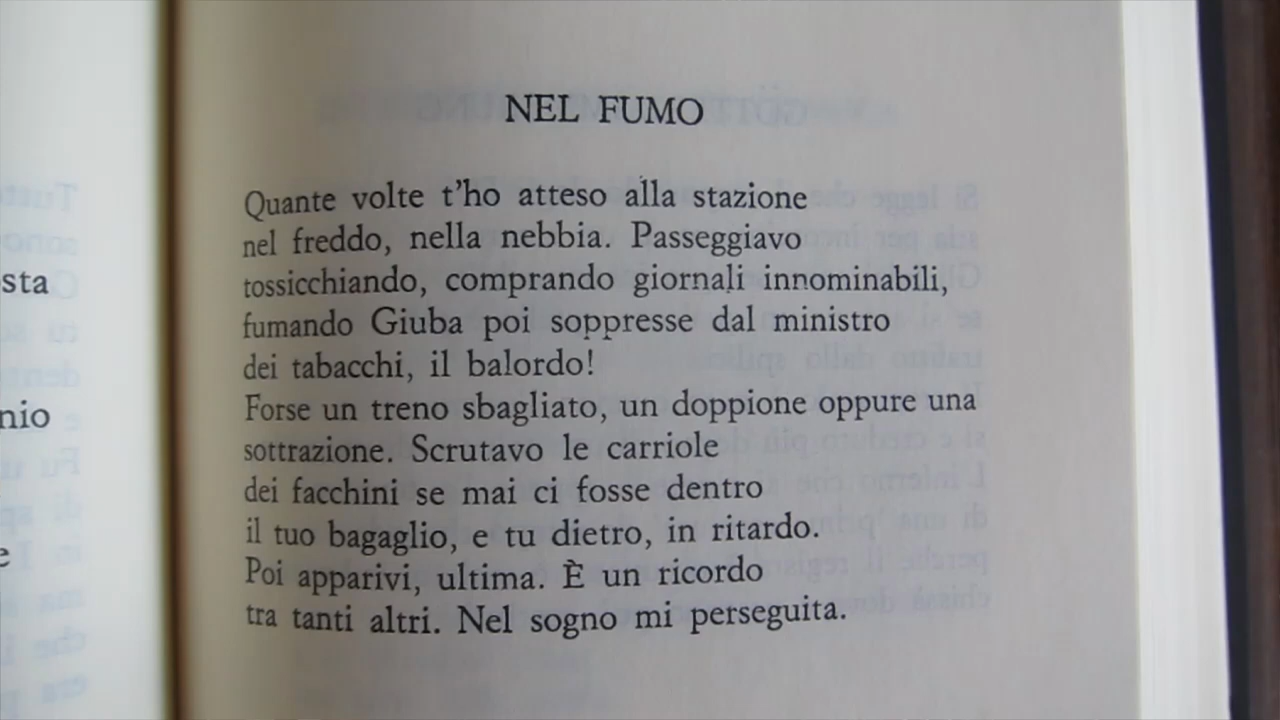 NEL FUMO
Quante volte t'ho atteso alla stazione
nel freddo, nella nebbia. Passeggiavo
tossicchiando, comprando giornali innominabili,
fumando Giuba poi soppresse dal ministro
dei tabacchi, il balordo!
Forse un treno sbagliato, un doppione oppure una
sottrazione. Scrutavo le carriole
dei facchini se mai ci fosse dentro
il tuo bagaglio, e tu dietro, in ritardo.
Poi apparivi, ultima. È un ricordo
tra tanti altri. Nel sogno mi perseguita.